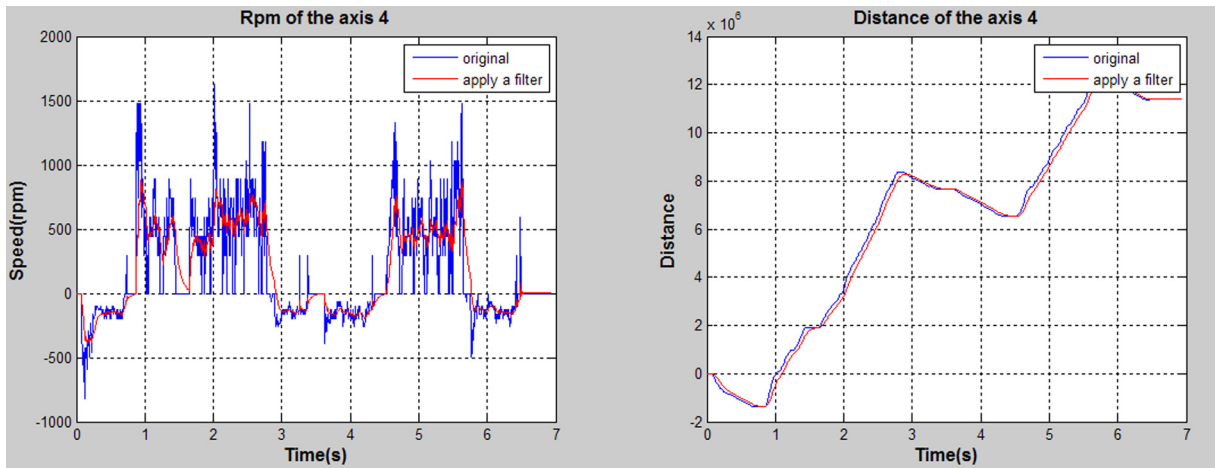 Rpm of the axis 4
2000
1500
1000
500
0
-500
-1000
0 1 2 3 4 5 6 7
Speed(rpm)
Time(s)
original
apply a filter
Distance of the axis 4
x 10^6
14
12
10
8
6
4
2
0
-2
0 1 2 3 4 5 6 7
Distance
Time(s)
original
apply a filter